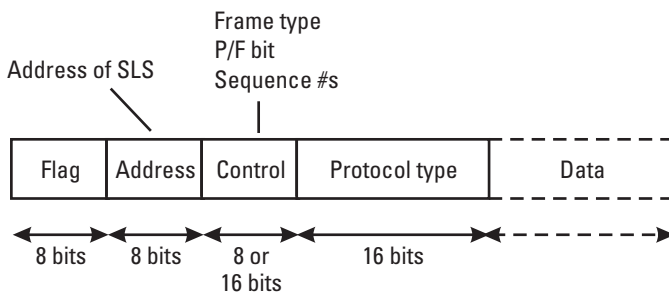 Frame type
P/F bit
Sequence #s
Address of SLS
Flag
Address
Control
Protocol type
Data
8 bits
8 bits
8 or
16 bits
16 bits